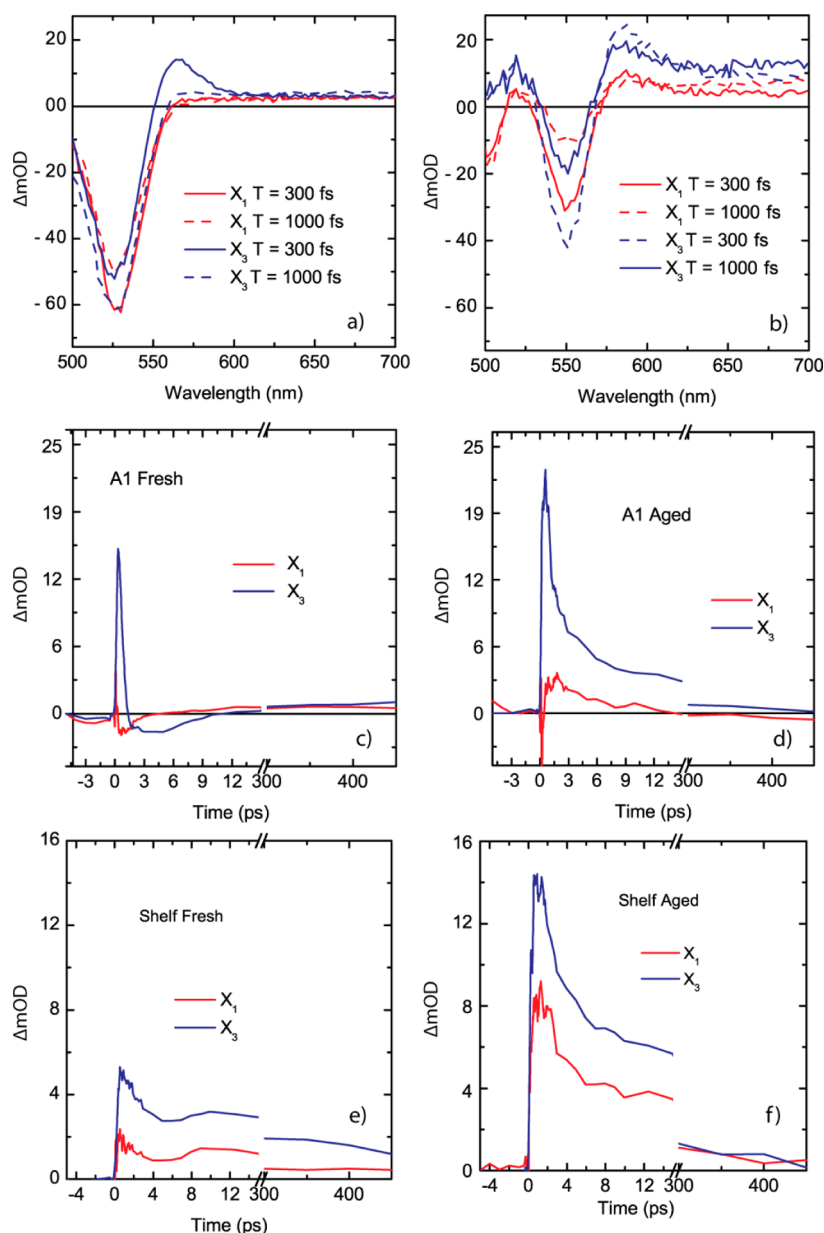 20
00
- 20
- 40
- 60
ΔmOD
X1 T = 300 fs
X1 T = 1000 fs
X3 T = 300 fs
X3 T = 1000 fs
a)
500
550
600
650
700
Wavelength (nm)
20
00
- 20
- 40
- 60
ΔmOD
X1 T = 300 fs
X1 T = 1000 fs
X3 T = 300 fs
X3 T = 1000 fs
b)
500
550
600
650
700
Wavelength (nm)
25
19
12
6
0
ΔmOD
A1 Fresh
X1
X3
c)
-3 0 3 6 9 12 300 400
Time (ps)
25
19
12
6
0
ΔmOD
A1 Aged
X1
X3
d)
-3 0 3 6 9 12 300 400
Time (ps)
16
12
8
4
2
0
ΔmOD
Shelf Fresh
X1
X3
e)
-4 0 4 8 12 300 400
Time (ps)
16
14
12
8
4
0
ΔmOD
Shelf Aged
X1
X3
f)
-4 0 4 8 12 300 400
Time (ps)